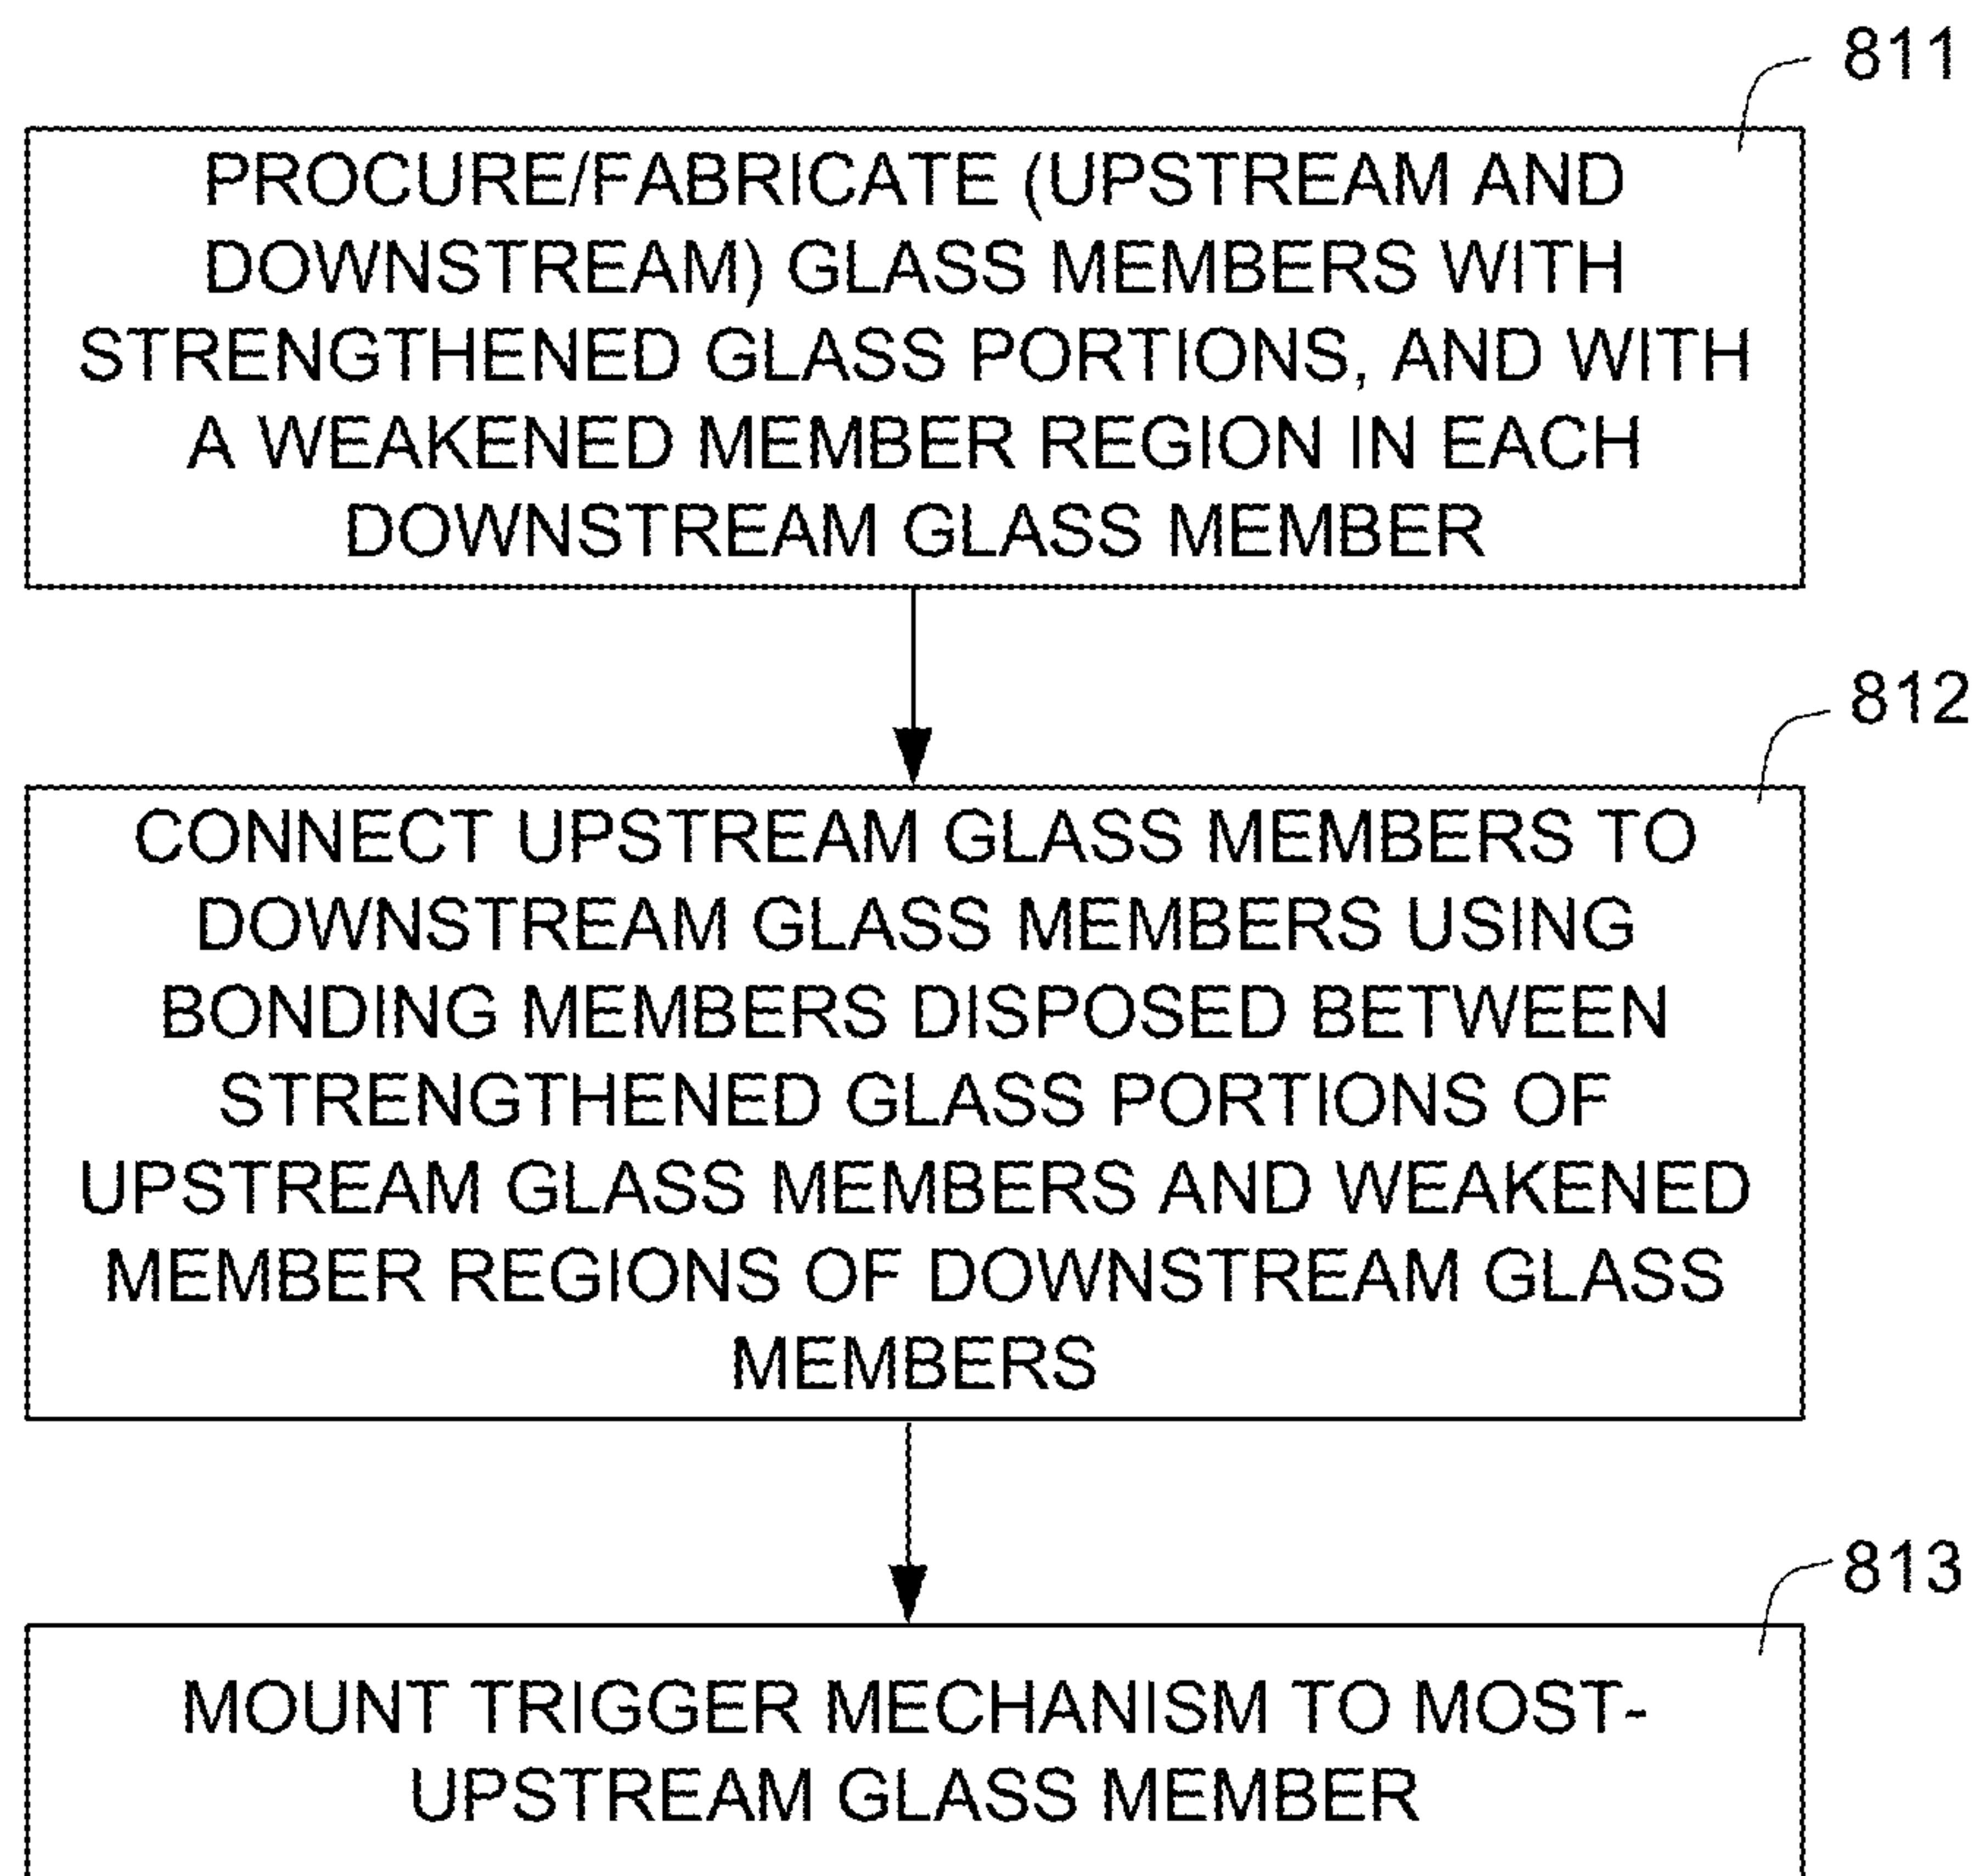 811
PROCURE/FABRICATE (UPSTREAM AND
DOWNSTREAM) GLASS MEMBERS WITH
STRENGTHENED GLASS PORTIONS, AND WITH
A WEAKENED MEMBER REGION IN EACH
DOWNSTREAM GLASS MEMBER
812
CONNECT UPSTREAM GLASS MEMBERS TO
DOWNSTREAM GLASS MEMBERS USING
BONDING MEMBERS DISPOSED BETWEEN
STRENGTHENED GLASS PORTIONS OF
UPSTREAM GLASS MEMBERS AND WEAKENED
MEMBER REGIONS OF DOWNSTREAM GLASS
MEMBERS
813
MOUNT TRIGGER MECHANISM TO MOST-
UPSTREAM GLASS MEMBER